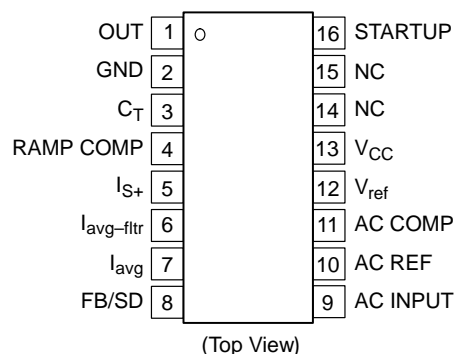 OUT 1 16 STARTUP
GND 2 15 NC
CT 3 14 NC
RAMP COMP 4 13 VCC
IS+ 5 12 Vref
Iavg–fltr 6 11 AC COMP
Iavg 7 10 AC REF
FB/SD 8 9 AC INPUT
(Top View)